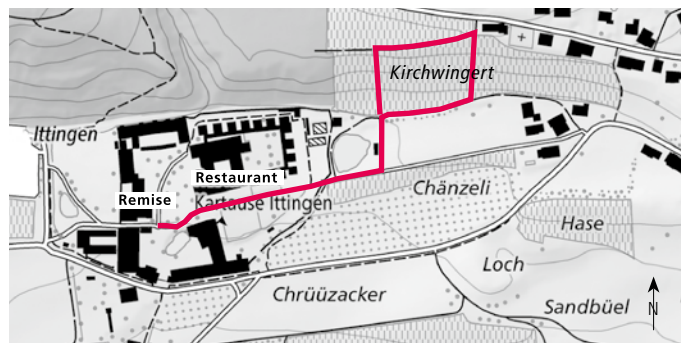 Kirchwingert
Ittingen
Restaurant
Remise
Kartause Ittingen
Chänzeli
Hase
Loch
Chrüüzacker
Sandbüel
N